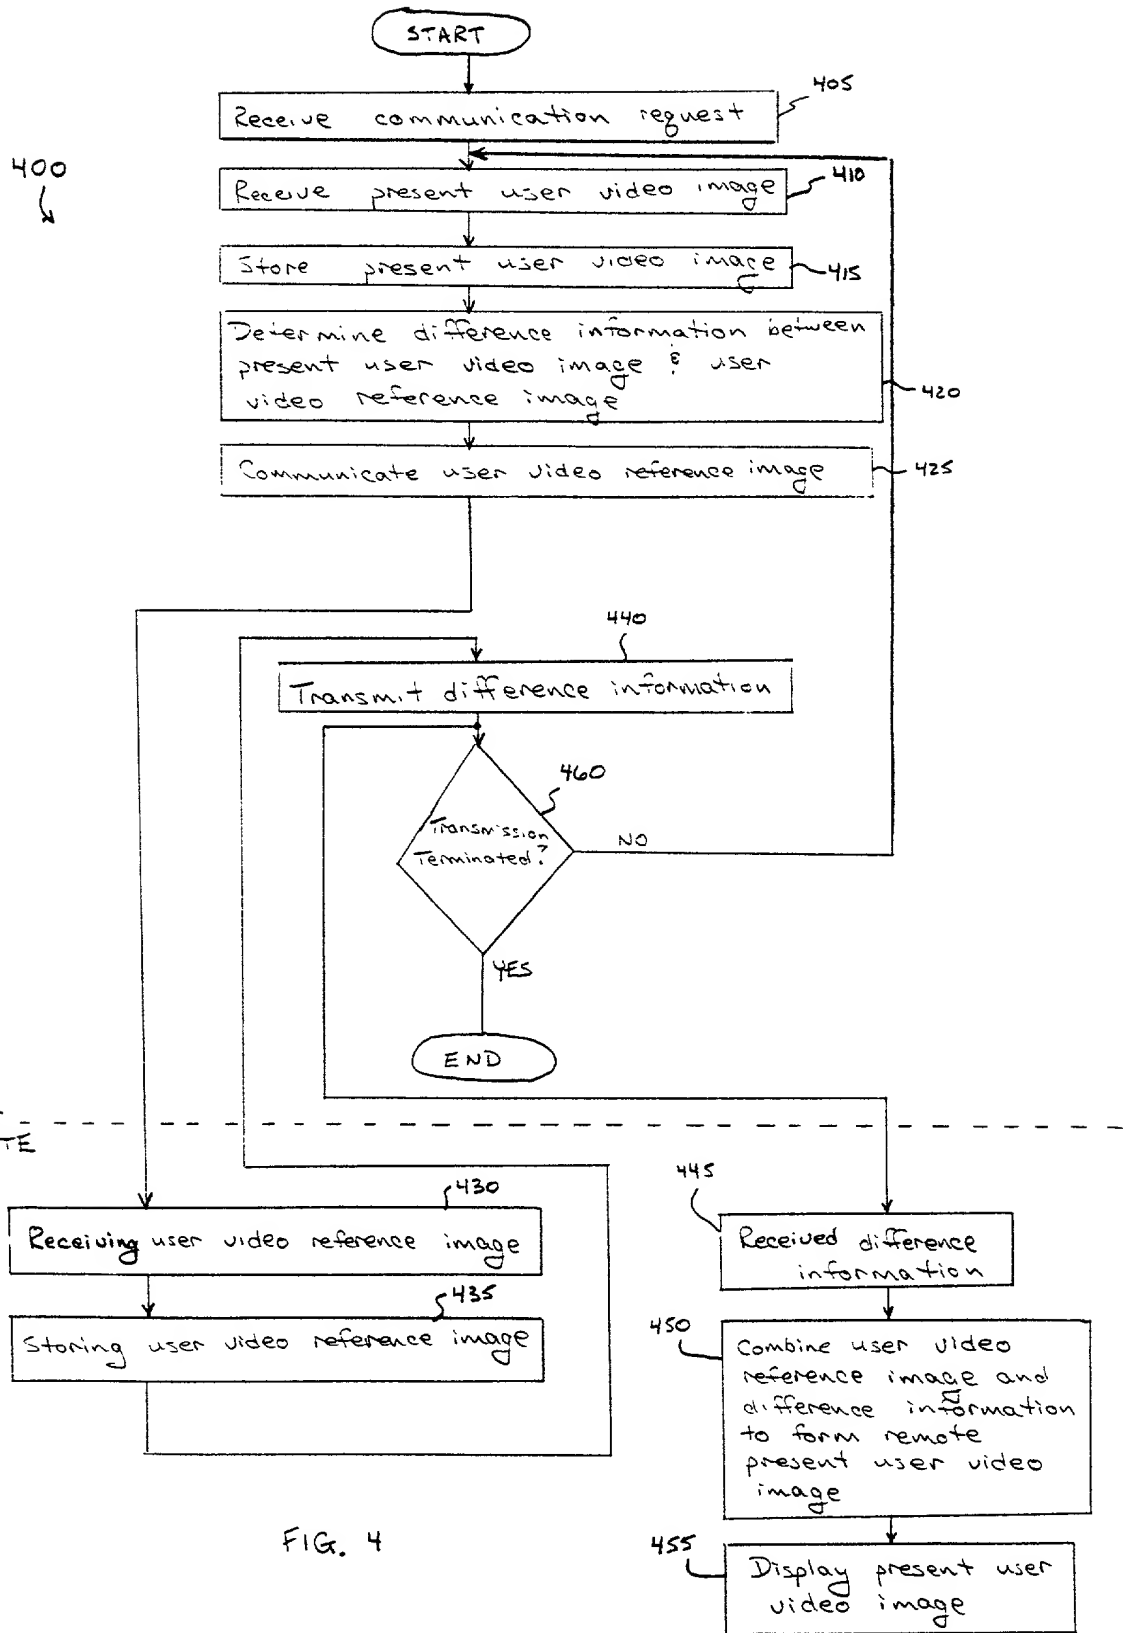 START
Receive communication request
405
400
Receive present user video image
410
Store present user video image
415
Determine difference information between
present user video image & user
video reference image
420
Communicate user video reference image
425
440
Transmit difference information
460
Transmission
Terminated?
NO
YES
END
TE
430
Receiving user video reference image
435
Storing user video reference image
445
Received difference
information
450
Combine user video
reference image and
difference information
to form remote
present user video
image
455
Display present user
video image
FIG. 4